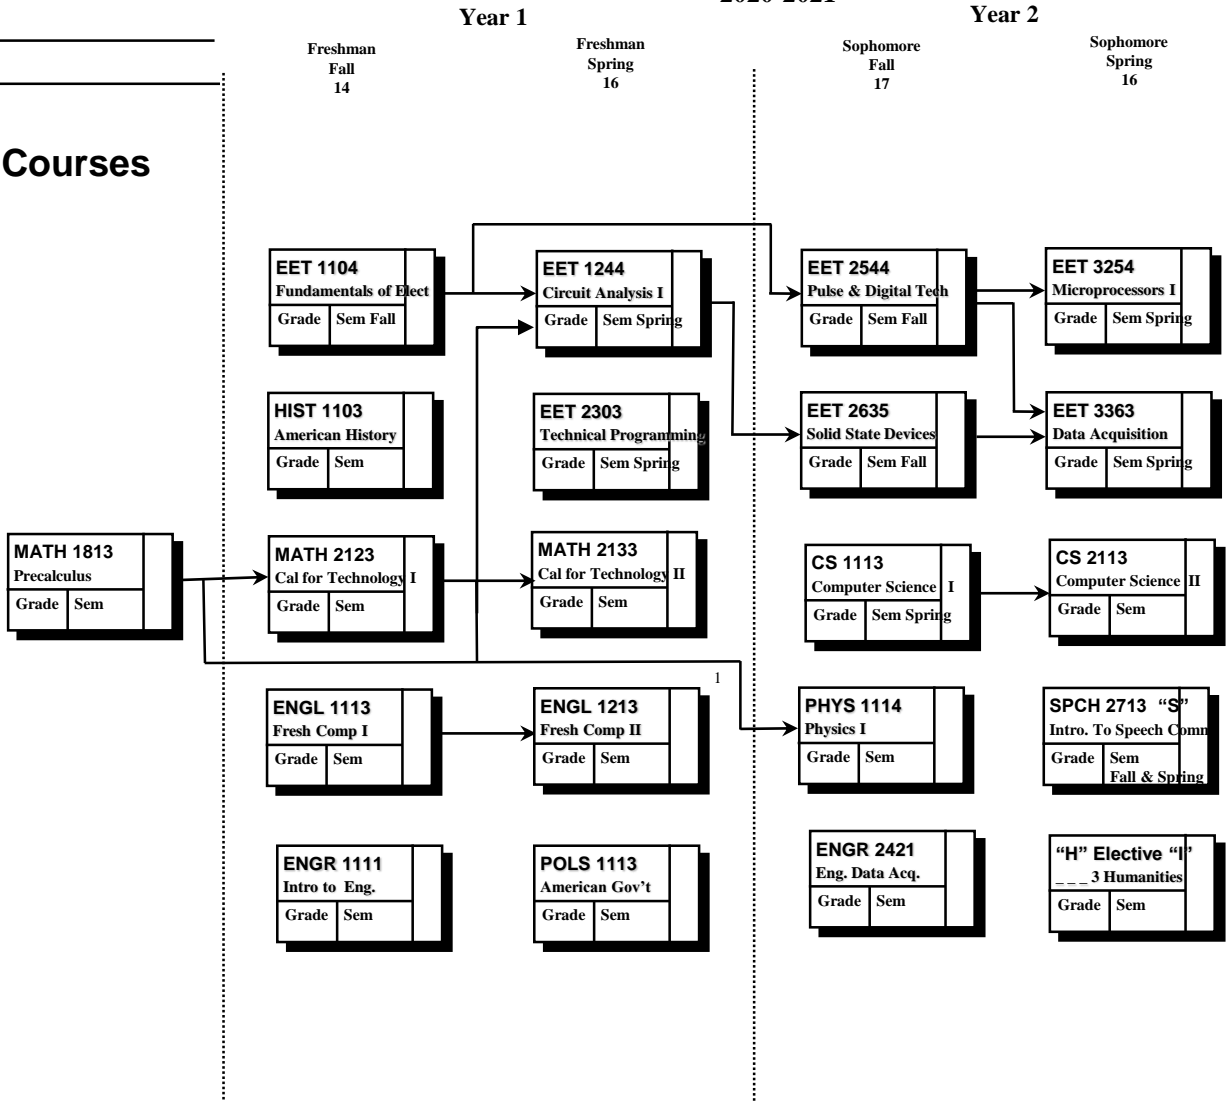 2020-2021
Year 1
Year 2
Freshman
Fall
14
Freshman
Spring
16
Sophomore
Fall
17
Sophomore
Spring
16
Courses
EET 1104
Fundamentals of Elect
Grade Sem Fall
EET 1244
Circuit Analysis I
Grade Sem Spring
EET 2544
Pulse & Digital Tech
Grade Sem Fall
EET 3254
Microprocessors I
Grade Sem Spring
HIST 1103
American History
Grade Sem
EET 2303
Technical Programming
Grade Sem Spring
EET 2635
Solid State Devices
Grade Sem Fall
EET 3363
Data Acquisition
Grade Sem Spring
MATH 1813
Precalculus
Grade Sem
MATH 2123
Cal for Technology I
Grade Sem
MATH 2133
Cal for Technology II
Grade Sem
CS 1113
Computer Science I
Grade Sem Spring
CS 2113
Computer Science II
Grade Sem
1
ENGL 1113
Fresh Comp I
Grade Sem
ENGL 1213
Fresh Comp II
Grade Sem
PHYS 1114
Physics I
Grade Sem
SPCH 2713 “S”
Intro. To Speech Comm
Grade Sem
Fall & Spring
ENGR 1111
Intro to Eng.
Grade Sem
POLS 1113
American Gov’t
Grade Sem
ENGR 2421
Eng. Data Acq.
Grade Sem
“H” Elective “I”
_ _ _ 3 Humanities
Grade Sem